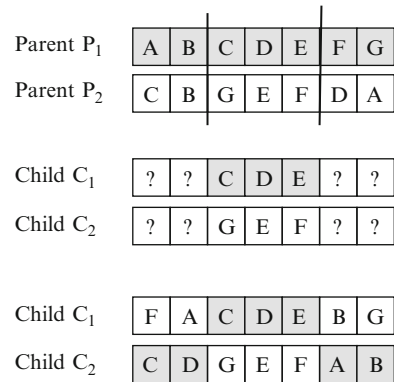 Parent P₁ A B C D E F G
Parent P₂ C B G E F D A
Child C₁ ? ? C D E ? ?
Child C₂ ? ? G E F ? ?
Child C₁ F A C D E B G
Child C₂ C D G E F A B